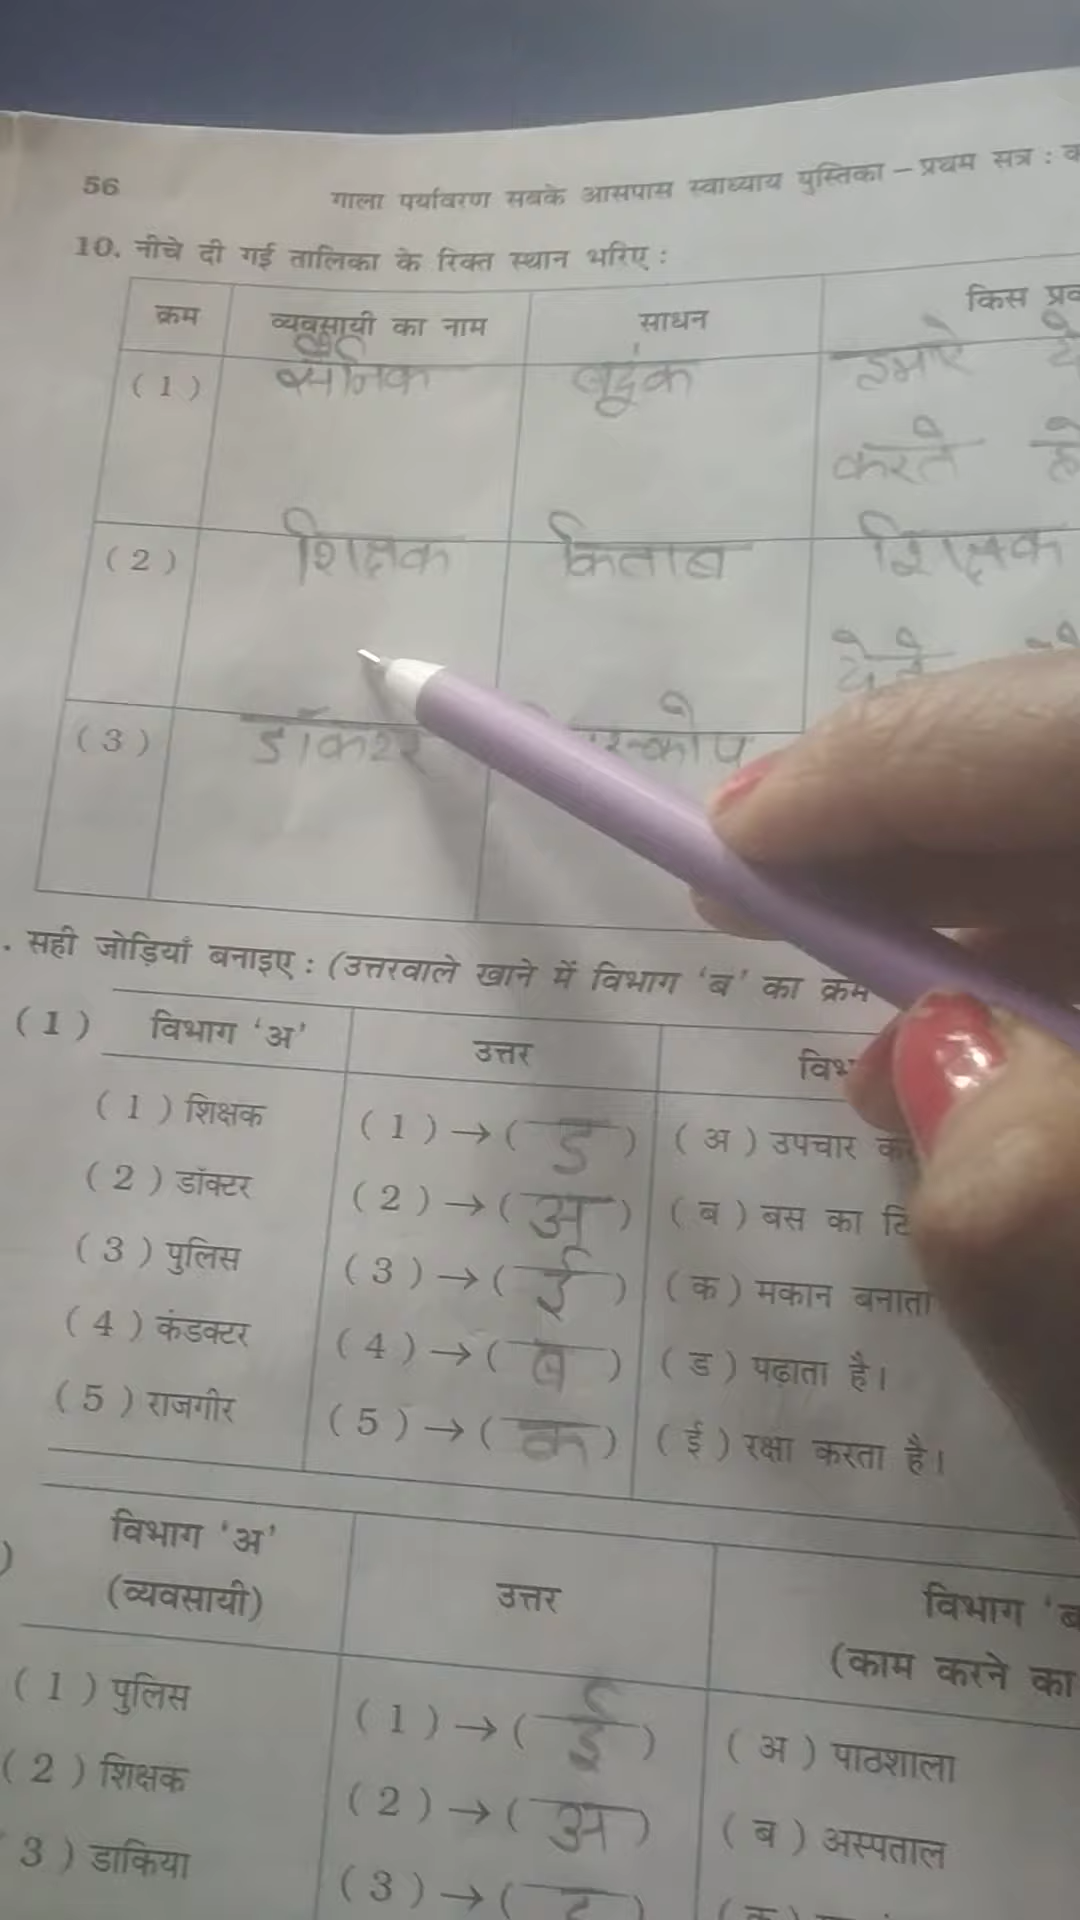 56
गाला पर्यावरण सबके आसपास स्वाध्याय पुस्तिका – प्रथम सत्र :
10. नीचे दी गई तालिका के रिक्त स्थान भरिए :
क्रम व्यवसायी का नाम साधन किस
(1) सैनिक बदूंक हमारे
करते
(2) शिक्षक किताब शिक्षक
देते
(3) डॉक्टर
. सही जोड़ियाँ बनाइए : (उत्तरवाले खाने में विभाग ‘ब’ का क्रम
(1) विभाग ‘अ’ उत्तर
(1) शिक्षक (1) → (ड) (अ) उपचार
(2) डॉक्टर (2) → (अ) (ब) बस का
(3) पुलिस (3) → (ई) (क) मकान बनाता
(4) कंडक्टर (4) → (ब) (ड) पढ़ाता है।
(5) राजगीर (5) → (क) (ई) रक्षा करता है।
) विभाग ‘अ’ उत्तर विभाग ‘ब
(व्यवसायी) (काम करने का
(1) पुलिस (1) → (ई) (अ) पाठशाला
(2) शिक्षक (2) → (अ) (ब) अस्पताल
3) डाकिया (3) → (